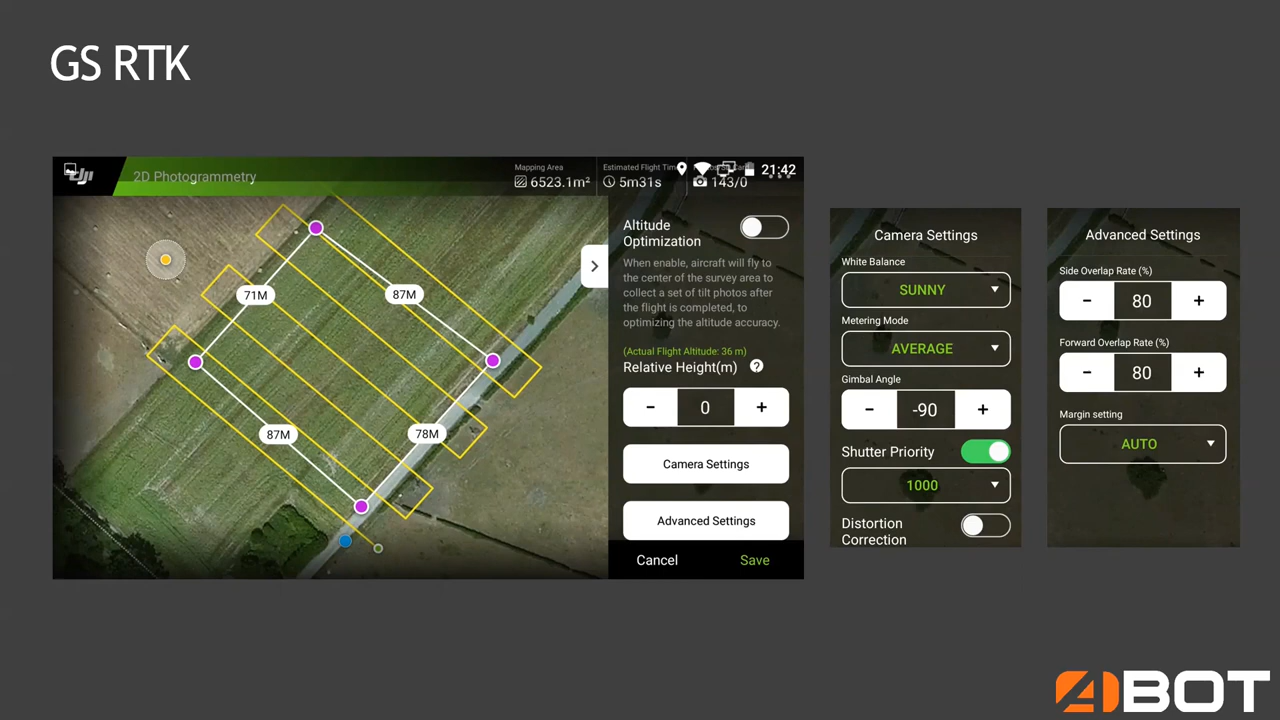 GS RTK
dji
2D Photogrammetry
Mapping Area
6523.1m²
Estimated Flight Time
5m31s
143/0
21:42
71M
87M
87M
78M
Altitude
Optimization
When enable, aircraft will fly to
the center of the survey area to
collect a set of tilt photos after
the flight is completed, to
optimizing the altitude accuracy.
(Actual Flight Altitude: 36 m)
Relative Height(m) ?
- 0 +
Camera Settings
Advanced Settings
Cancel Save
Camera Settings
White Balance
SUNNY
Metering Mode
AVERAGE
Gimbal Angle
- -90 +
Shutter Priority
1000
Distortion
Correction
Advanced Settings
Side Overlap Rate (%)
- 80 +
Forward Overlap Rate (%)
- 80 +
Margin setting
AUTO
4BOT